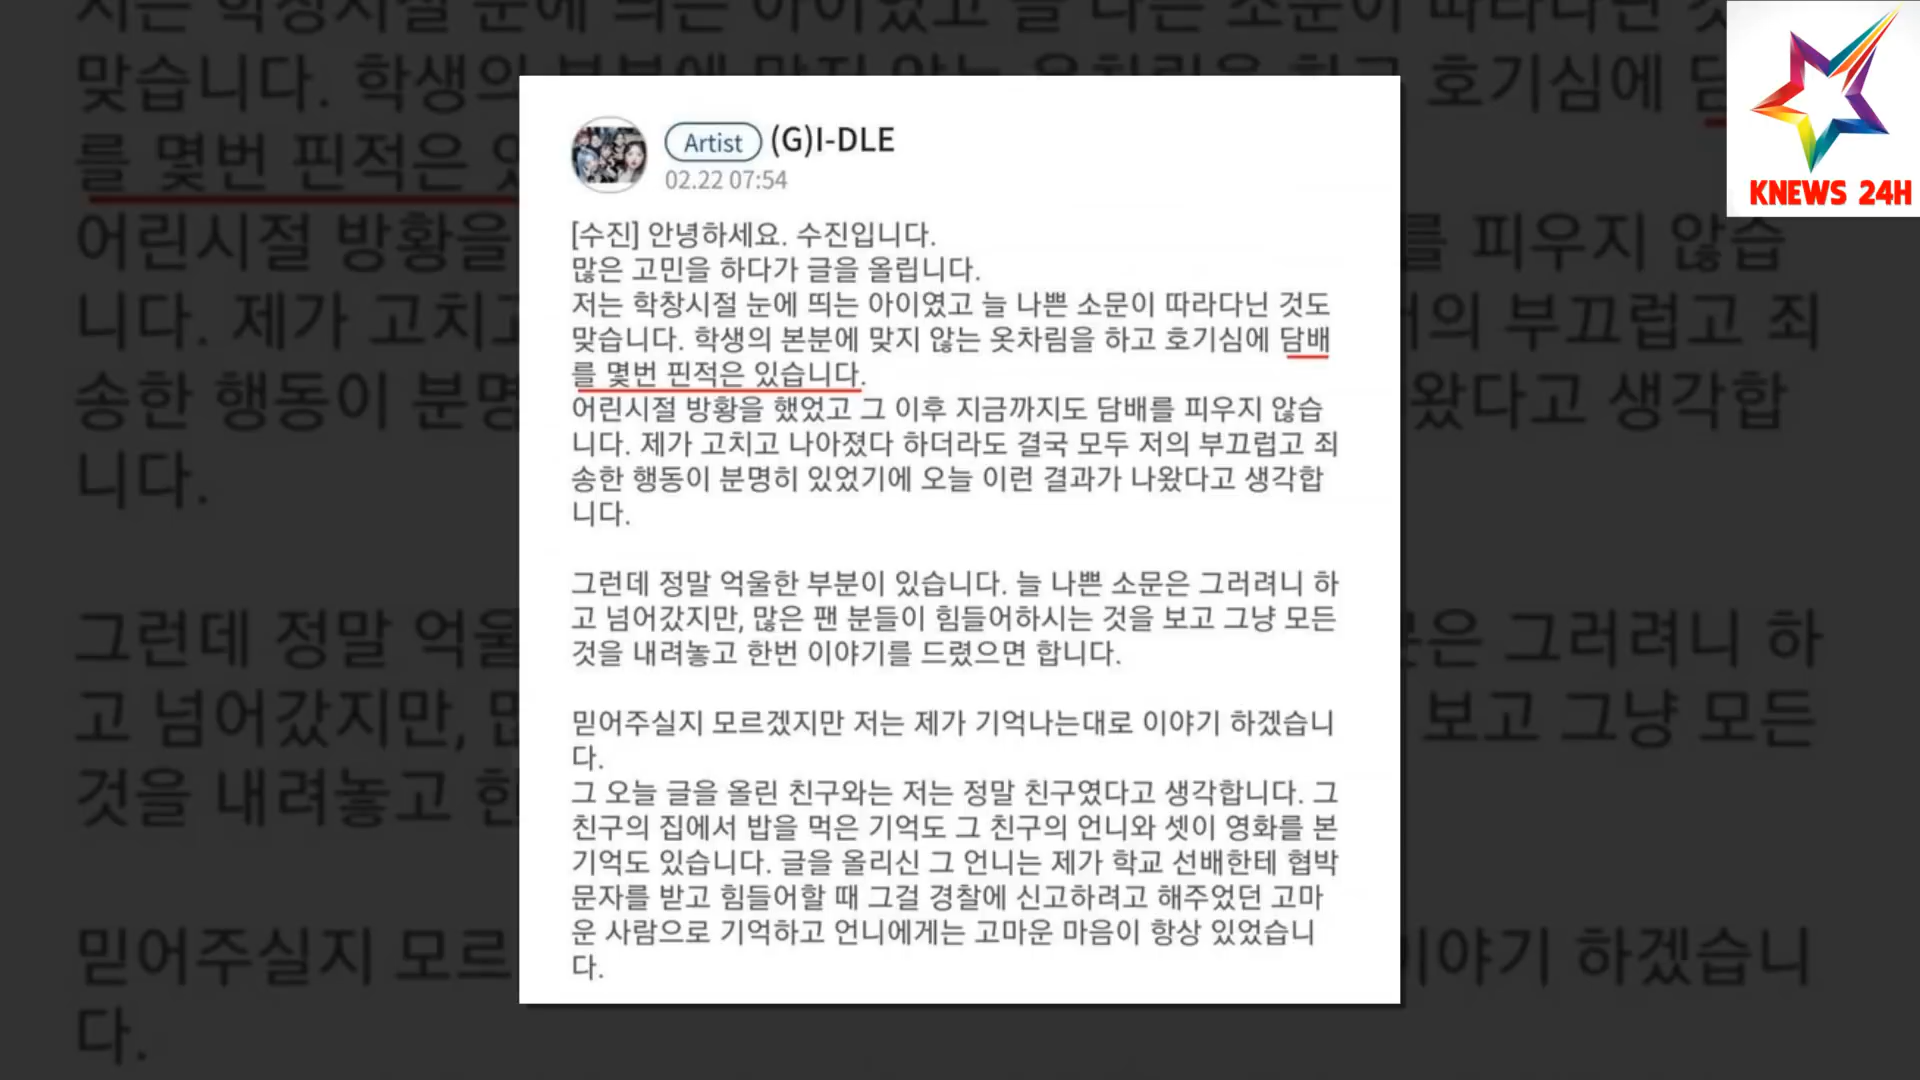 Artist (G)I-DLE
02.22 07:54
[수진] 안녕하세요. 수진입니다.
많은 고민을 하다가 글을 올립니다.
저는 학창시절 눈에 띄는 아이였고 늘 나쁜 소문이 따라다닌 것도
맞습니다. 학생의 본분에 맞지 않는 옷차림을 하고 호기심에 담배
를 몇번 핀적은 있습니다.
어린시절 방황을 했었고 그 이후 지금까지도 담배를 피우지 않습
니다. 제가 고치고 나아졌다 하더라도 결국 모두 저의 부끄럽고 죄
송한 행동이 분명히 있었기에 오늘 이런 결과가 나왔다고 생각합
니다.
그런데 정말 억울한 부분이 있습니다. 늘 나쁜 소문은 그러려니 하
고 넘어갔지만, 많은 팬 분들이 힘들어하시는 것을 보고 그냥 모든
것을 내려놓고 한번 이야기를 드렸으면 합니다.
믿어주실지 모르겠지만 저는 제가 기억나는대로 이야기 하겠습니
다.
그 오늘 글을 올린 친구와는 저는 정말 친구였다고 생각합니다. 그
친구의 집에서 밥을 먹은 기억도 그 친구의 언니와 셋이 영화를 본
기억도 있습니다. 글을 올리신 그 언니는 제가 학교 선배한테 협박
문자를 받고 힘들어할 때 그걸 경찰에 신고하려고 해주었던 고마
운 사람으로 기억하고 언니에게는 고마운 마음이 항상 있었습니
다.
KNEWS 24H